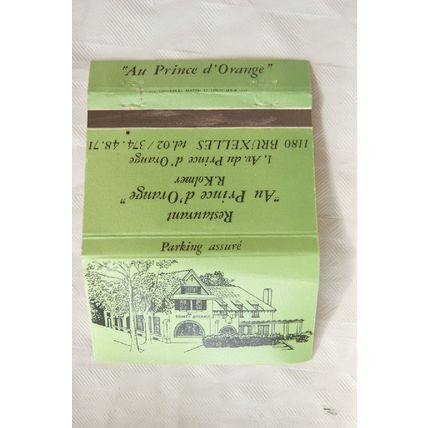 "Au Prince d'Orange"
Restaurant
"Au Prince d'Orange"
R.Kolmer
1. Av. du Prince d'Orange
1180 BRUXELLES tel.02/374.48.71
Parking assuré